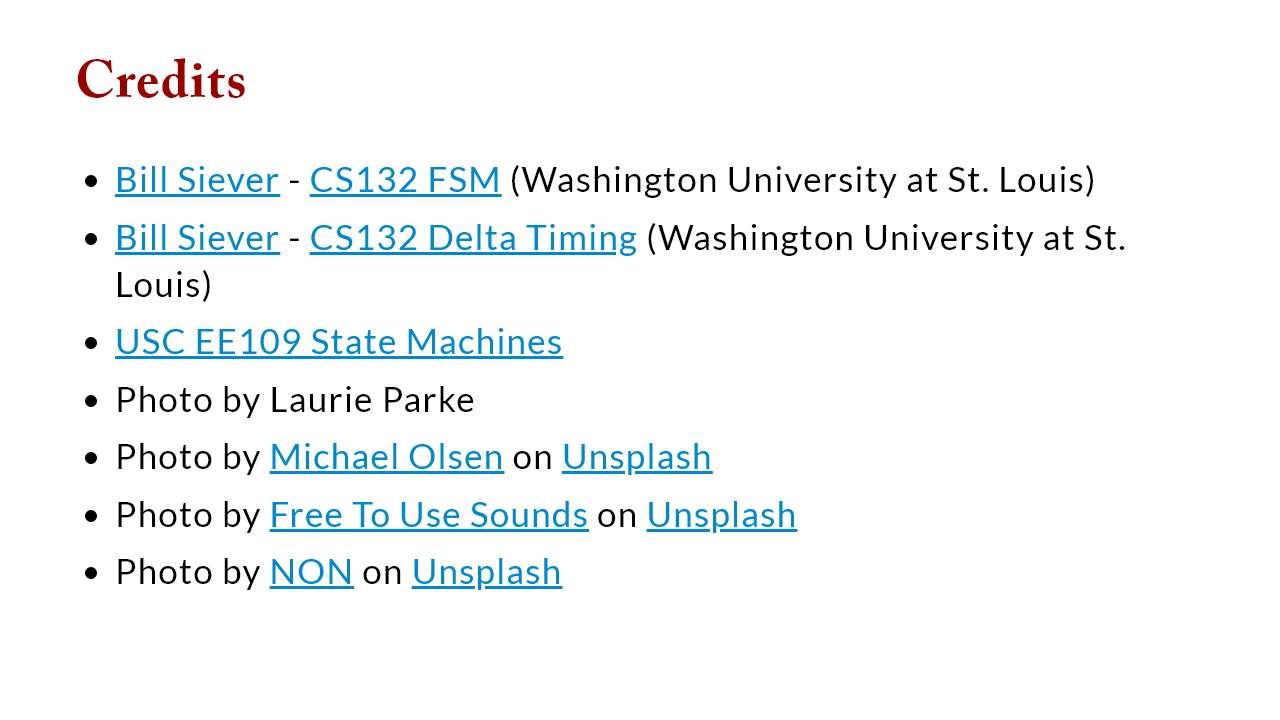 Credits
Bill Siever - CS132 FSM (Washington University at St. Louis)
Bill Siever - CS132 Delta Timing (Washington University at St.
Louis)
USC EE109 State Machines
Photo by Laurie Parke
Photo by Michael Olsen on Unsplash
Photo by Free To Use Sounds on Unsplash
Photo by NON on Unsplash